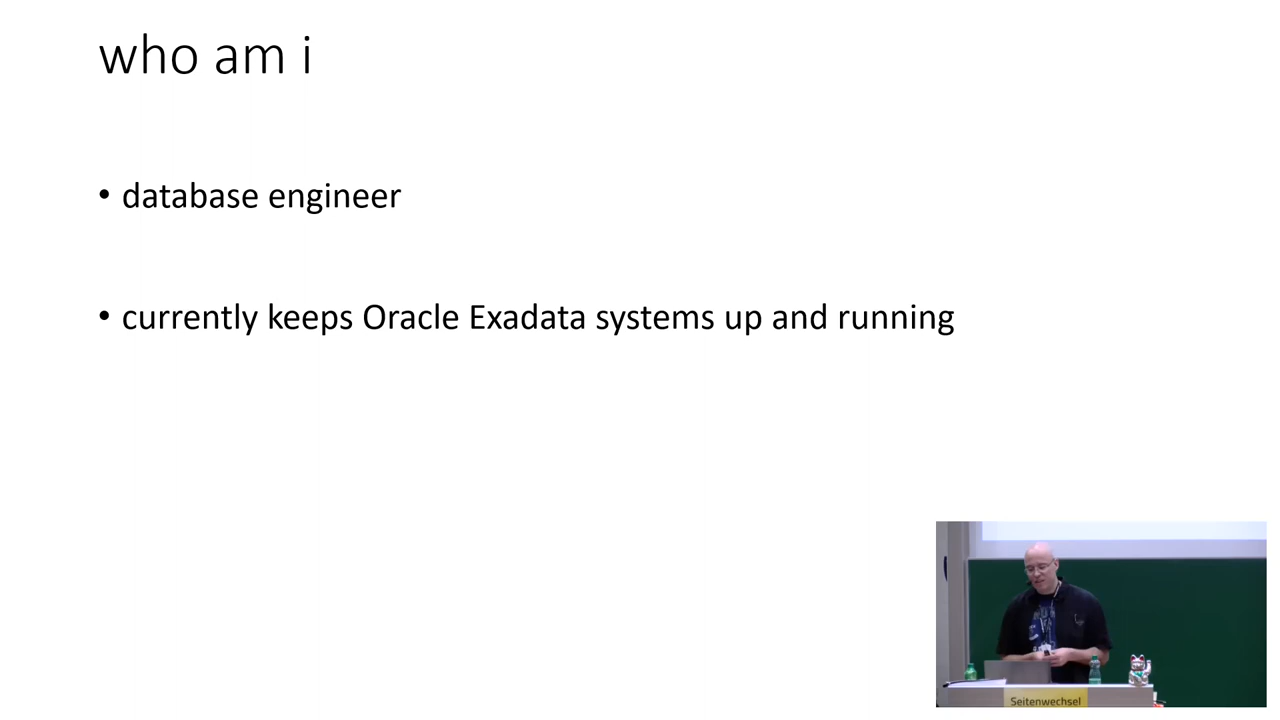 who am i
• database engineer
• currently keeps Oracle Exadata systems up and running
Seitenwechsel